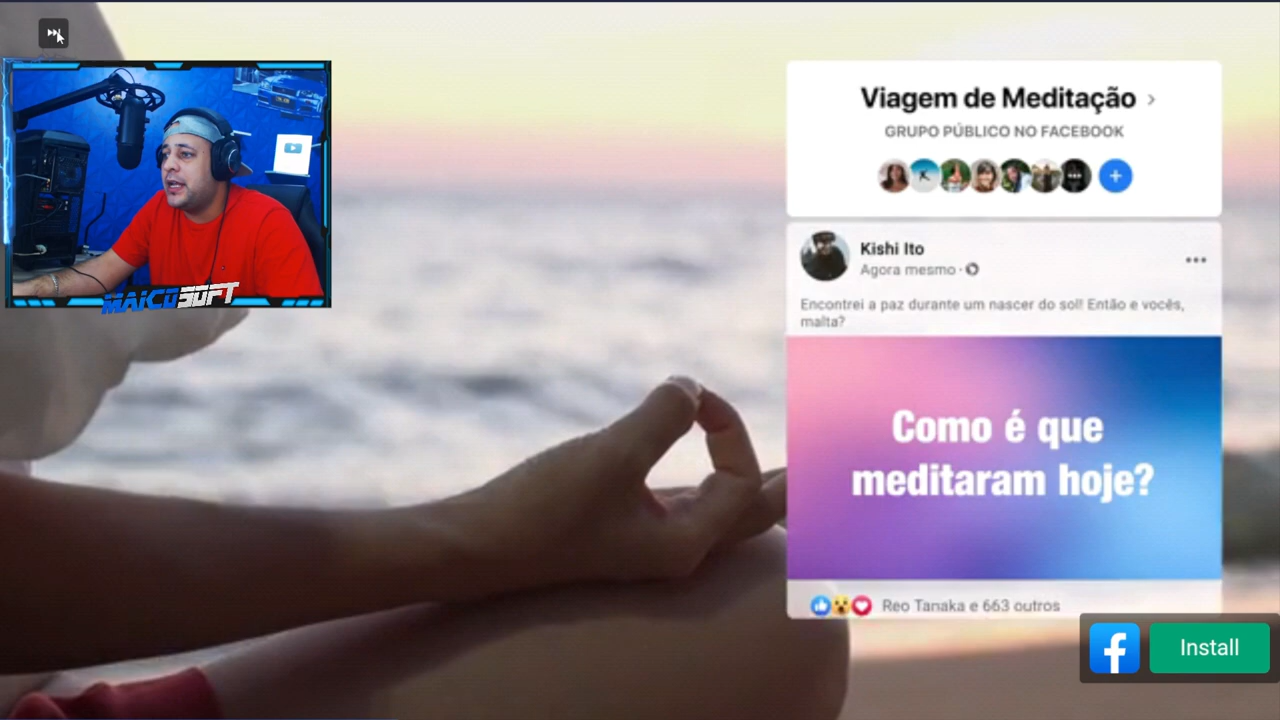 MAICOSOFT
Viagem de Meditação
GRUPO PÚBLICO NO FACEBOOK
Kishi Ito
Agora mesmo ·
Encontrei a paz durante um nascer do sol! Então e vocês,
malta?
Como é que
meditaram hoje?
Reo Tanaka e 663 outros
Install